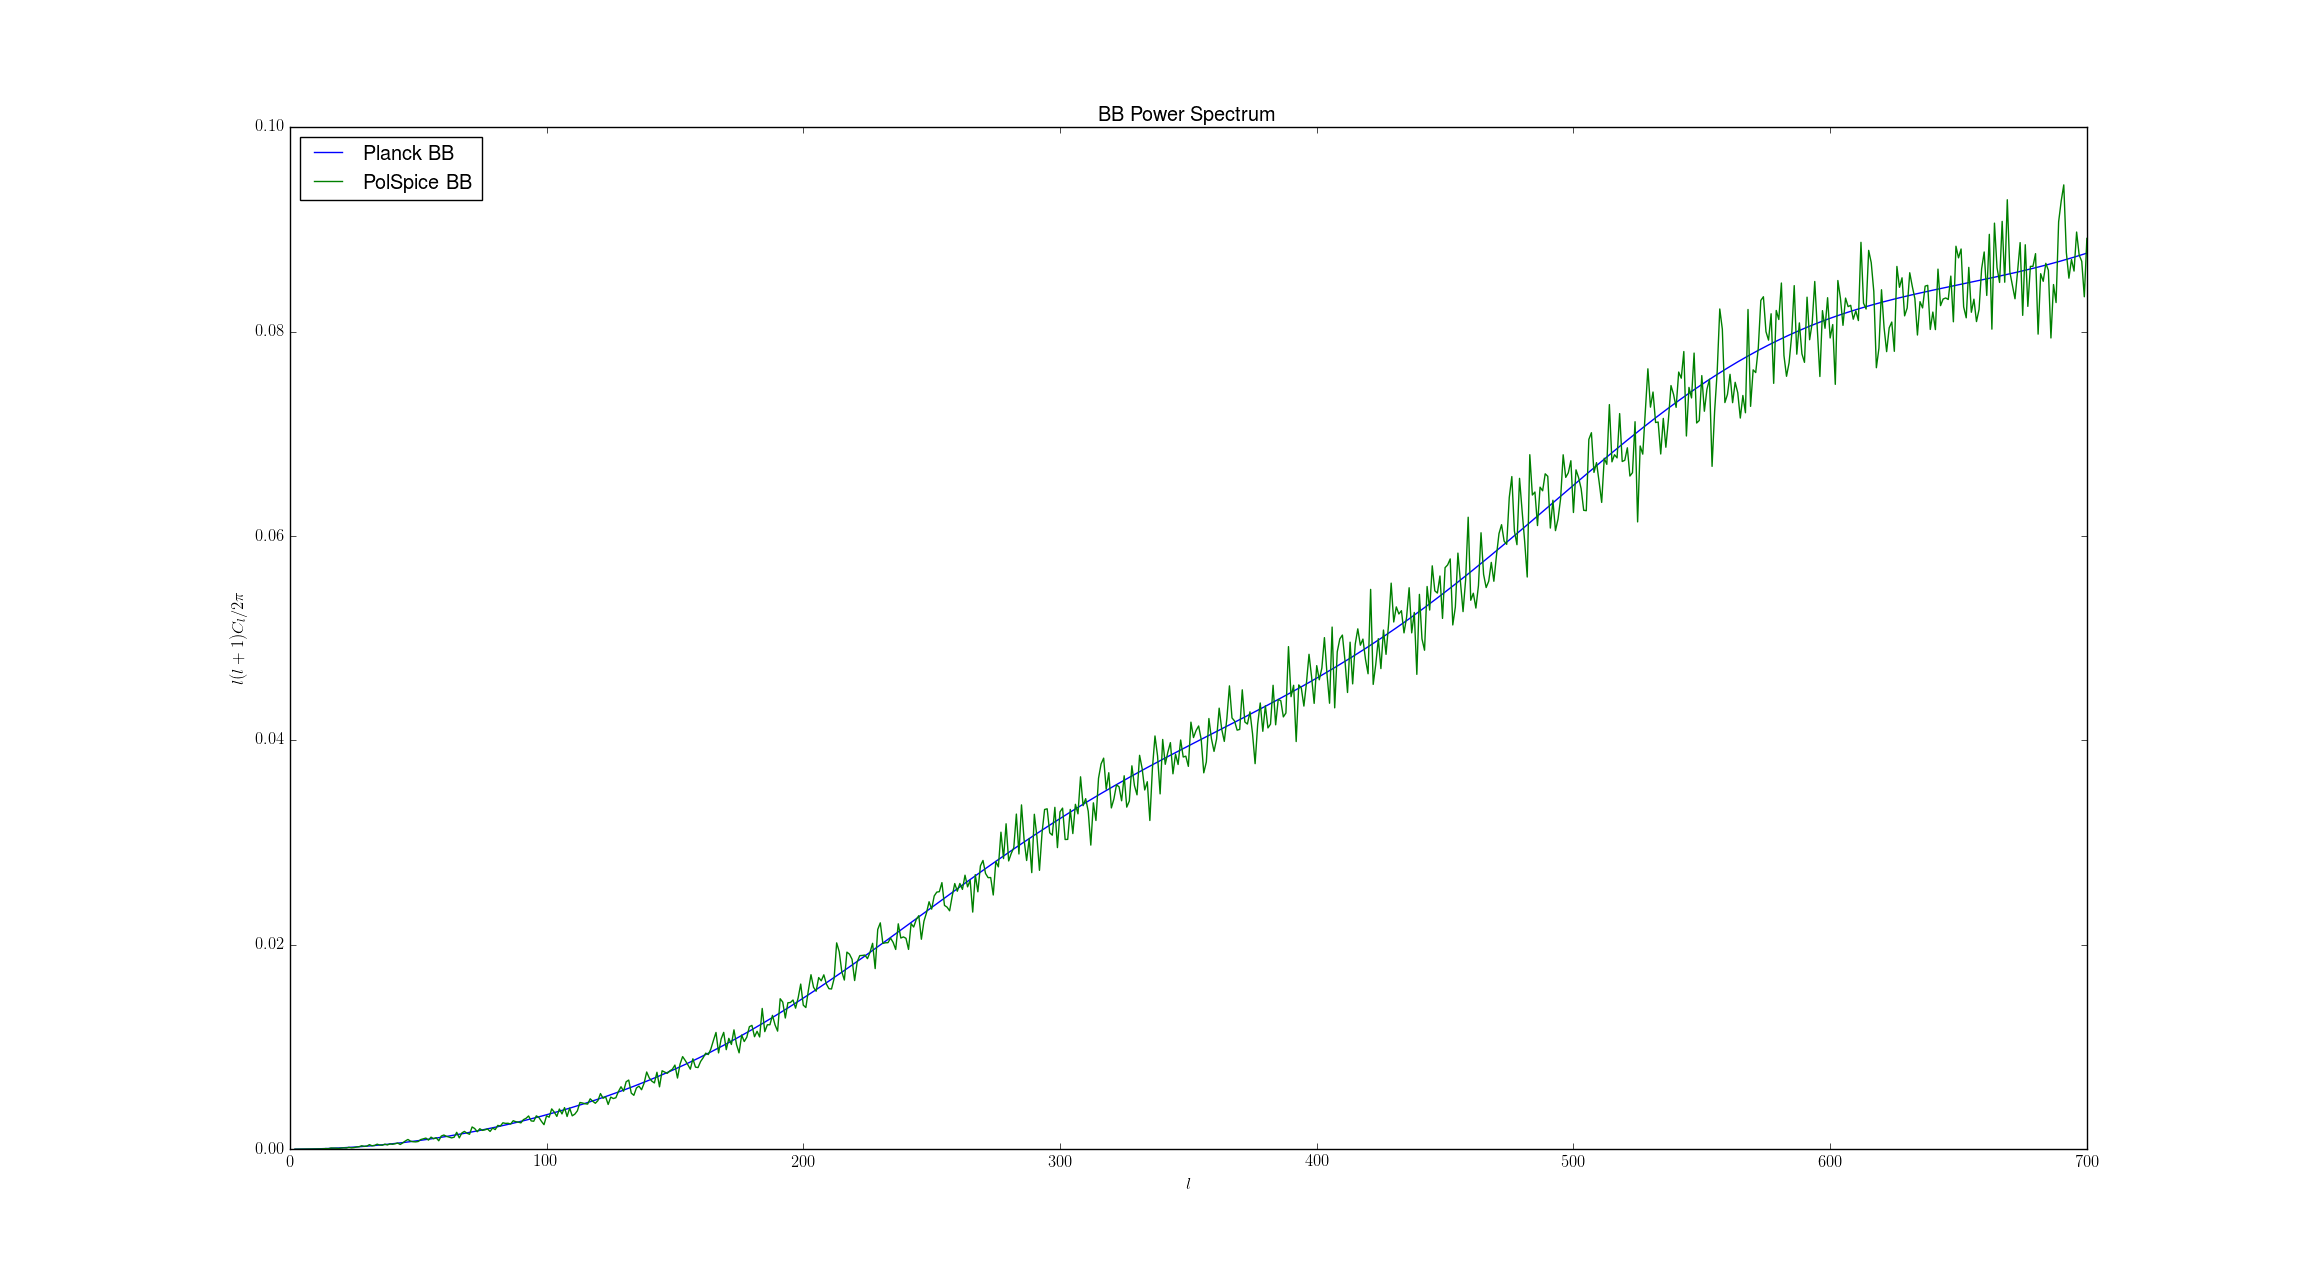 BB Power Spectrum
Planck BB
PolSpice BB
0.10
0.08
0.06
0.04
0.02
0.00
l(l + 1)C_l/2π
0 100 200 300 400 500 600 700
l